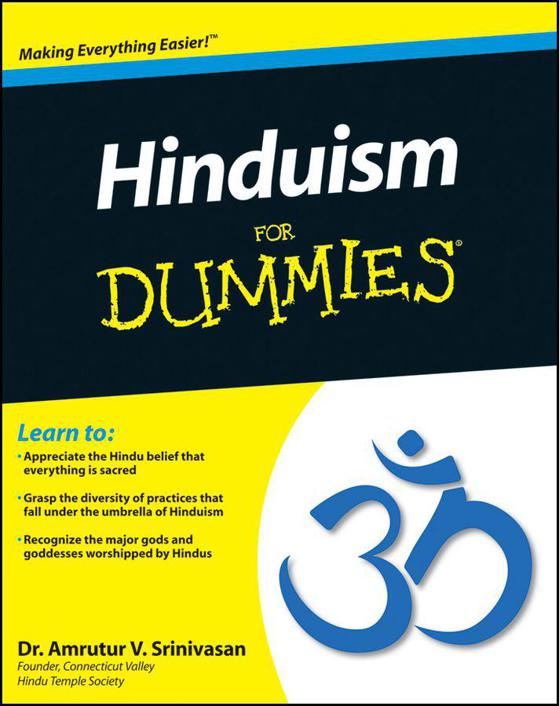 Making Everything Easier!™
Hinduism
FOR
DUMMIES®
Learn to:
• Appreciate the Hindu belief that
everything is sacred
• Grasp the diversity of practices that
fall under the umbrella of Hinduism
• Recognize the major gods and
goddesses worshipped by Hindus
ॐ
Dr. Amrutur V. Srinivasan
Founder, Connecticut Valley
Hindu Temple Society